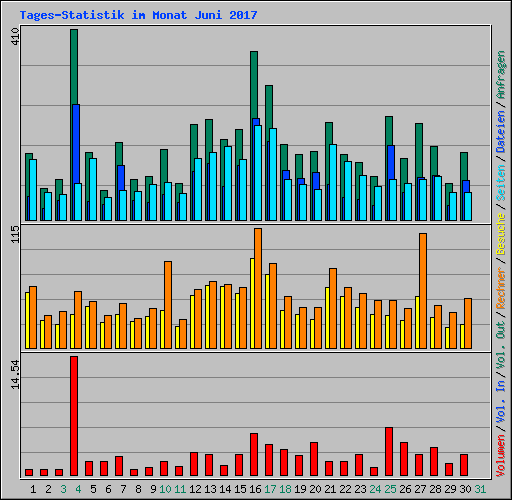 Tages-Statistik im Monat Juni 2017
410
115
14.54
Volumen / Vol. In / Vol. Out / Rechner / Besuche / Seiten / Dateien / Anfragen
1 2 3 4 5 6 7 8 9 10 11 12 13 14 15 16 17 18 19 20 21 22 23 24 25 26 27 28 29 30 31